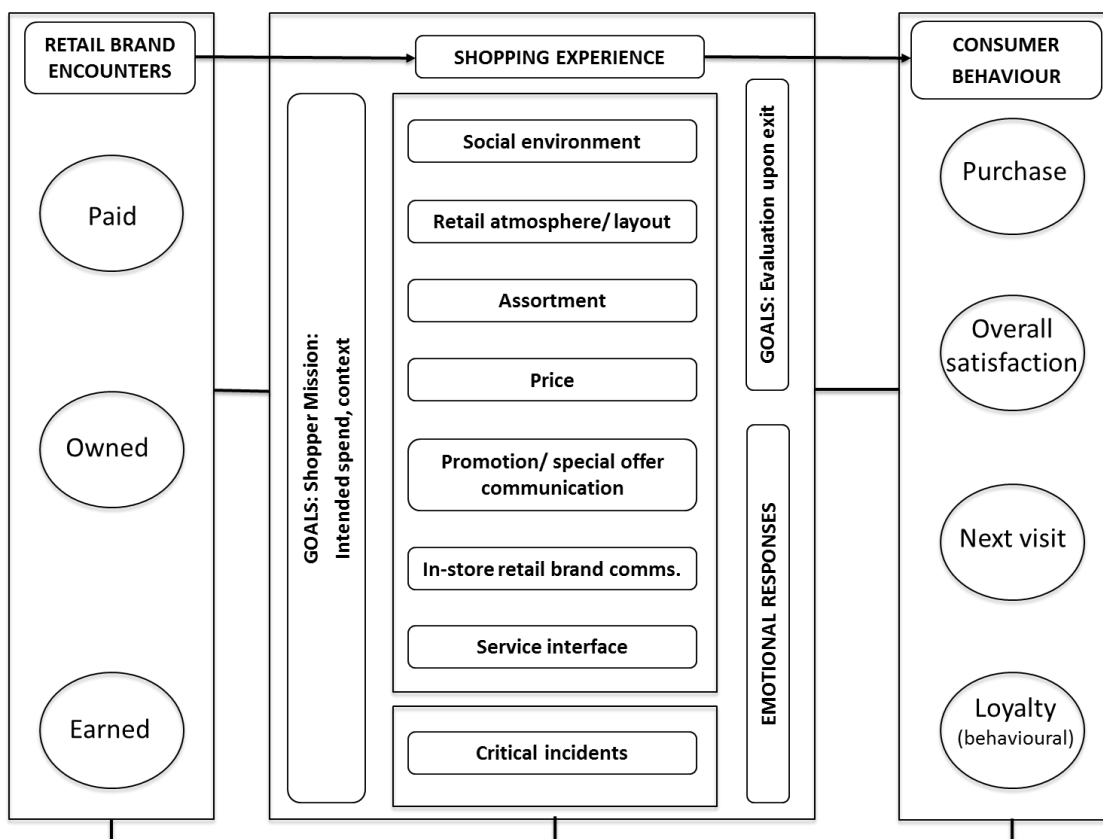 RETAIL BRAND
ENCOUNTERS
Paid
Owned
Earned
SHOPPING EXPERIENCE
GOALS: Shopper Mission:
Intended spend, context
Social environment
Retail atmosphere/ layout
Assortment
Price
Promotion/ special offer
communication
In-store retail brand comms.
Service interface
Critical incidents
GOALS: Evaluation upon exit
EMOTIONAL RESPONSES
CONSUMER
BEHAVIOUR
Purchase
Overall
satisfaction
Next visit
Loyalty
(behavioural)